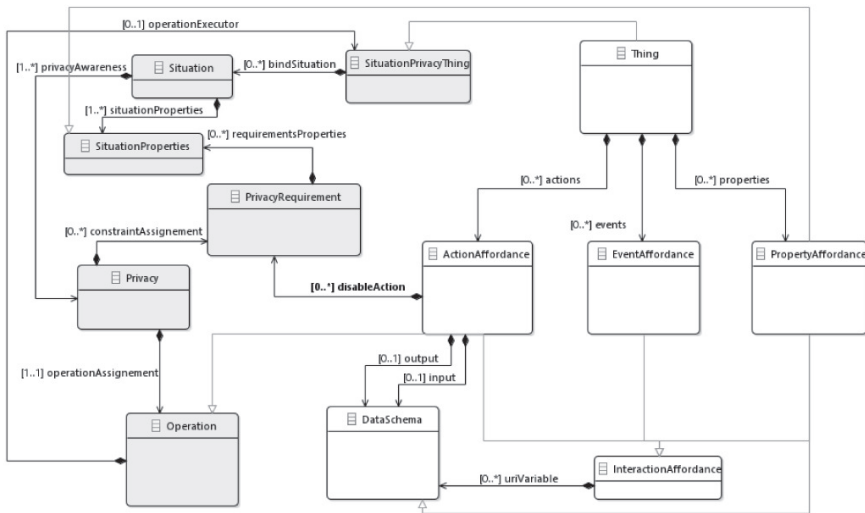 [0..1] operationExecutor
Thing
[1..*] privacyAwareness
Situation
[0..*] bindSituation
SituationPrivacyThing
[1..*] situationProperties
[0..*] requirementsProperties
SituationProperties
[0..*] actions
[0..*] properties
PrivacyRequirement
[0..*] constraintAssignement
[0..*] events
ActionAffordance
EventAffordance
PropertyAffordance
Privacy
[0..*] disableAction
[0..1] output
[1..1] operationAssignement
[0..1] input
Operation
DataSchema
InteractionAffordance
[0..*] uriVariable